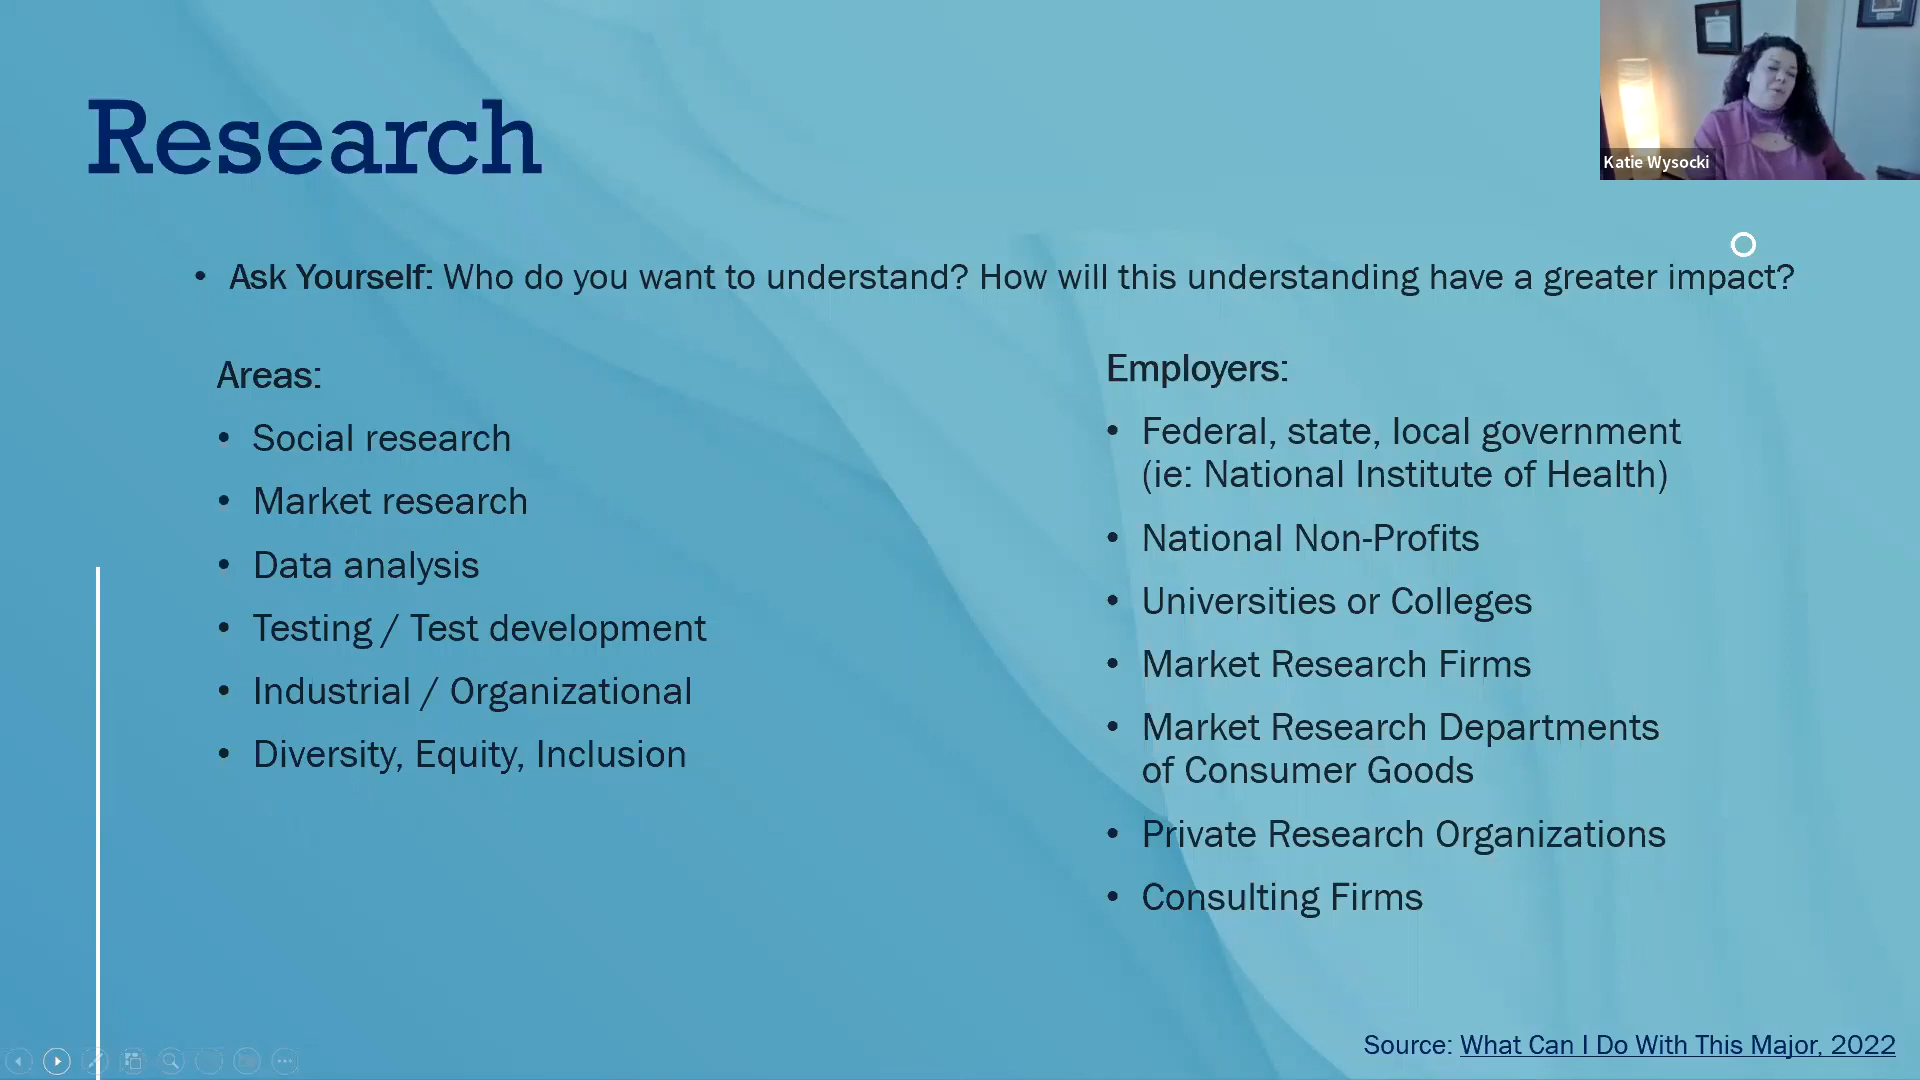 Research
Katie Wysocki
• Ask Yourself: Who do you want to understand? How will this understanding have a greater impact?
Areas:
• Social research
• Market research
• Data analysis
• Testing / Test development
• Industrial / Organizational
• Diversity, Equity, Inclusion
Employers:
• Federal, state, local government
(ie: National Institute of Health)
• National Non-Profits
• Universities or Colleges
• Market Research Firms
• Market Research Departments
of Consumer Goods
• Private Research Organizations
• Consulting Firms
Source: What Can I Do With This Major, 2022